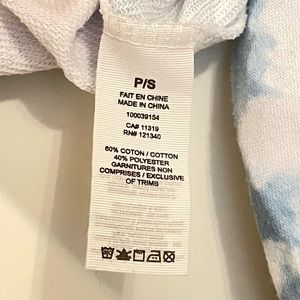 P/S
FAIT EN CHINE
MADE IN CHINA
100039154
CA# 11319
RN# 121340
60% COTON / COTTON
40% POLYESTER
GARNITURES NON
COMPRISES / EXCLUSIVE
OF TRIMS